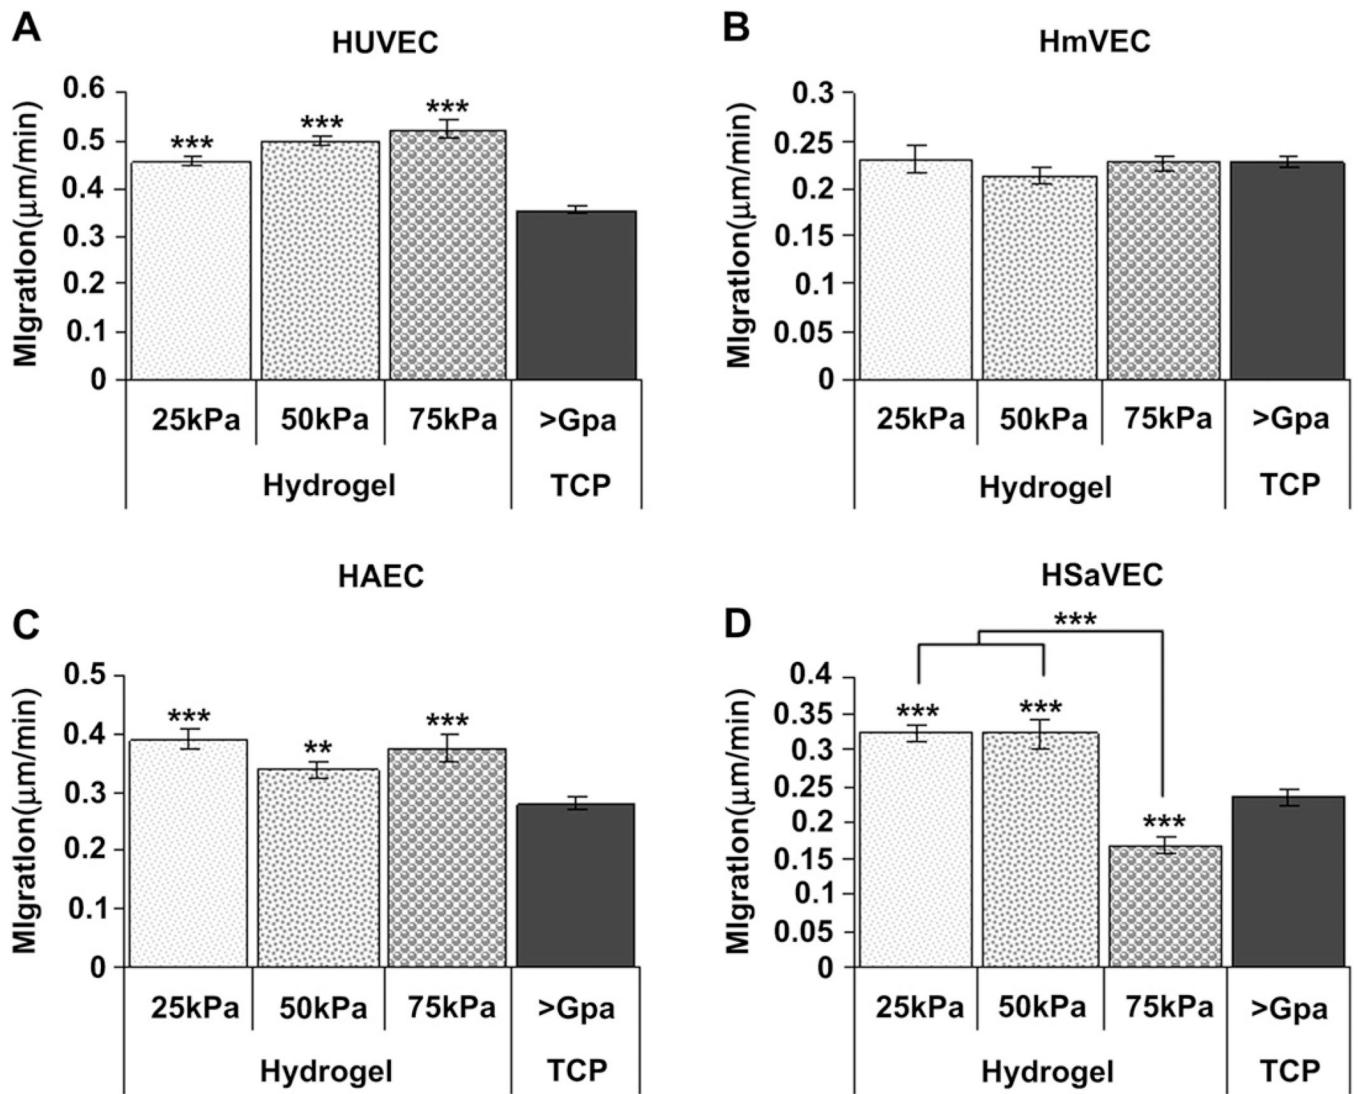 A
HUVEC
MIgration(μm/min)
0.6
0.5
0.4
0.3
0.2
0.1
0
***
***
***
25kPa 50kPa 75kPa >Gpa
Hydrogel TCP
B
HmVEC
MIgration(μm/min)
0.3
0.25
0.2
0.15
0.1
0.05
0
25kPa 50kPa 75kPa >Gpa
Hydrogel TCP
C
HAEC
MIgration(μm/min)
0.5
0.4
0.3
0.2
0.1
0
***
**
***
25kPa 50kPa 75kPa >Gpa
Hydrogel TCP
D
HSaVEC
MIgration(μm/min)
0.4
0.35
0.3
0.25
0.2
0.15
0.1
0.05
0
***
***
***
***
25kPa 50kPa 75kPa >Gpa
Hydrogel TCP